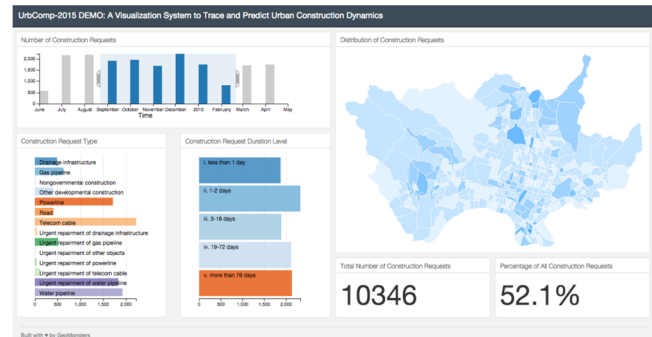 UrbComp-2015 DEMO: A Visualization System to Trace and Predict Urban Construction Dynamics
Number of Construction Requests
2,000
1,500
1,000
500
0
June July August September October November December 2015 February March April May
Time
Construction Request Type
Drainage infrastructure
Gas pipeline
Nongovernmental construction
Other developmental construction
Powerline
Road
Telecom cable
Urgent repairment of drainage infrastructure
Urgent repairment of gas pipeline
Urgent repairment of other objects
Urgent repairment of powerline
Urgent repairment of telecom cable
Urgent repairment of water pipeline
Water pipeline
0 500 1,000 1,500 2,000
Construction Request Duration Level
i. less than 1 day
ii. 1-2 days
iii. 3-18 days
iv. 19-72 days
v. more than 76 days
0 500 1,000 1,500 2,000
Distribution of Construction Requests
Total Number of Construction Requests
10346
Percentage of All Construction Requests
52.1%
Built with ♥ by GeoMonsters